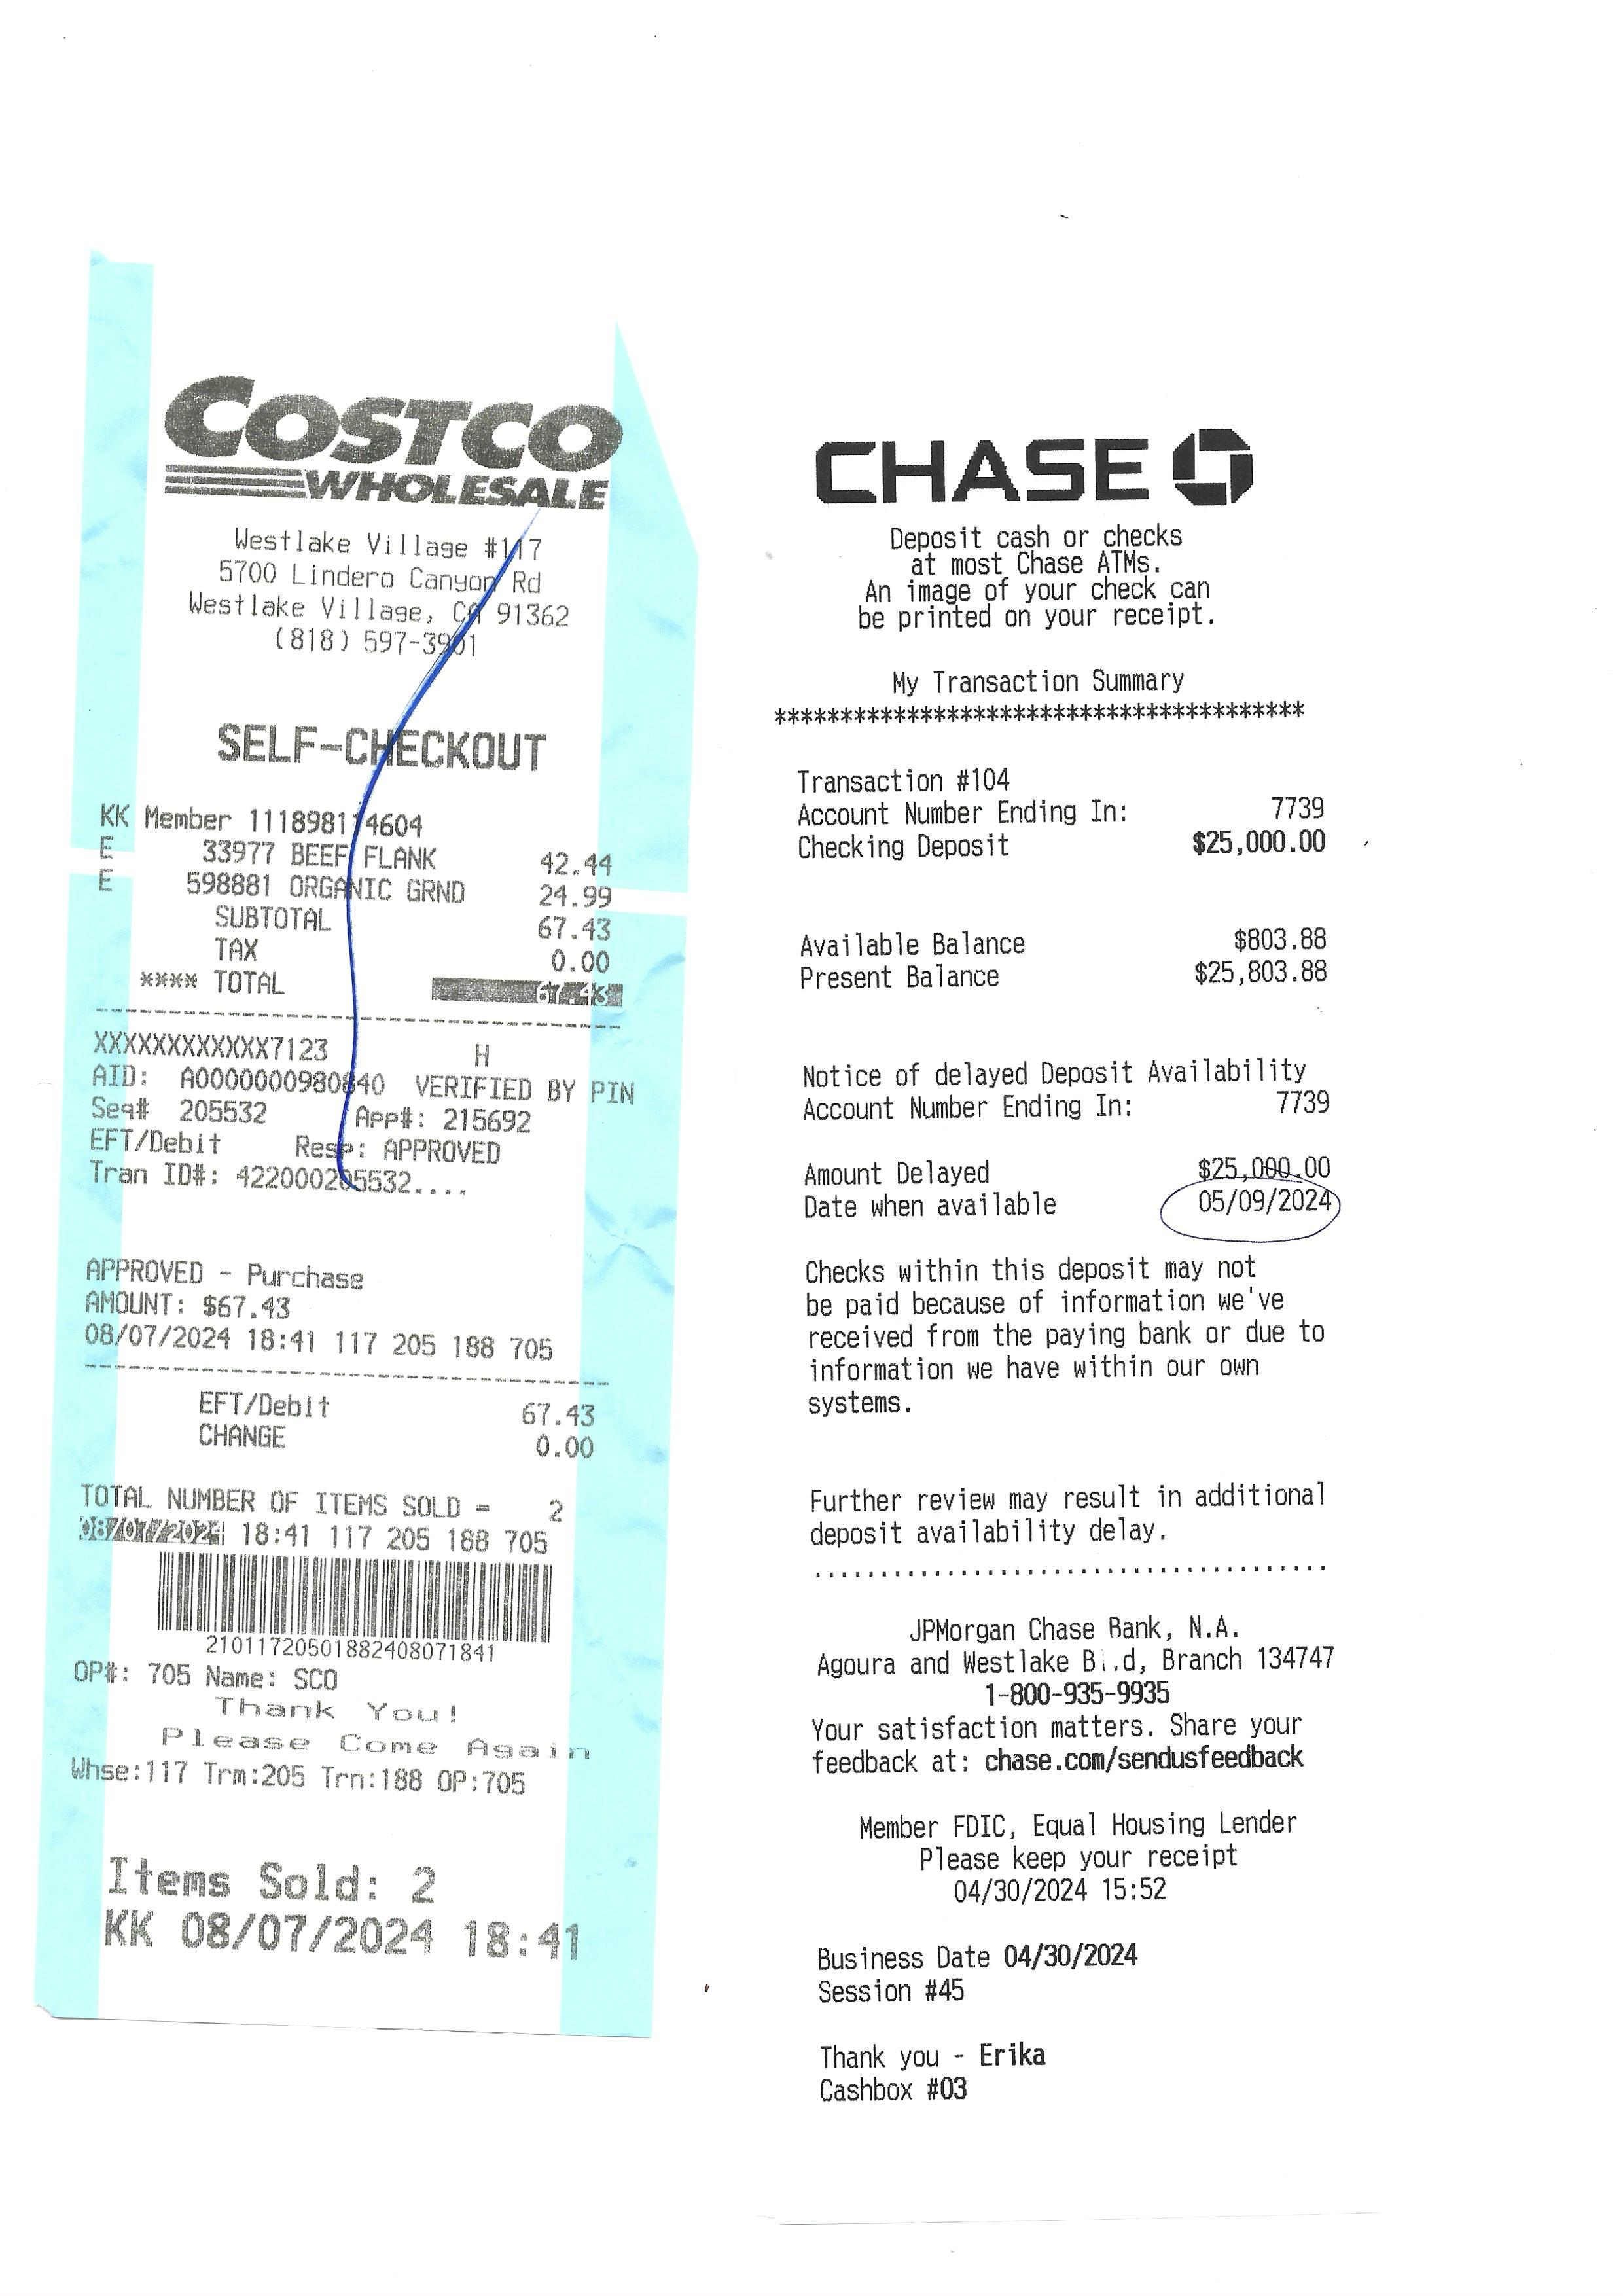 COSTCO
WHOLESALE
Westlake Village #117
5700 Lindero Canyon Rd
Westlake Village, CA 91362
(818) 597-3901
SELF-CHECKOUT
KK Member 111898114604
E 33977 BEEF FLANK 42.44
E 598881 ORGANIC GRND 24.99
SUBTOTAL 67.43
TAX 0.00
**** TOTAL 67.43
XXXXXXXXXXXX7123 H
AID: A0000000980840 VERIFIED BY PIN
Seq# 205532 App#: 215692
EFT/Debit Resp: APPROVED
Tran ID#: 422000205532....
APPROVED - Purchase
AMOUNT: $67.43
08/07/2024 18:41 117 205 188 705
EFT/Debit 67.43
CHANGE 0.00
TOTAL NUMBER OF ITEMS SOLD = 2
08/07/2024 18:41 117 205 188 705
21011720501882408071841
OP#: 705 Name: SCO
Thank You!
Please Come Again
Whse:117 Trm:205 Trn:188 OP:705
Items Sold: 2
KK 08/07/2024 18:41
CHASE
Deposit cash or checks
at most Chase ATMs.
An image of your check can
be printed on your receipt.
My Transaction Summary
****************************************
Transaction #104
Account Number Ending In: 7739
Checking Deposit $25,000.00
Available Balance $803.88
Present Balance $25,803.88
Notice of delayed Deposit Availability
Account Number Ending In: 7739
Amount Delayed $25,000.00
Date when available 05/09/2024
Checks within this deposit may not
be paid because of information we've
received from the paying bank or due to
information we have within our own
systems.
Further review may result in additional
deposit availability delay.
.......................................
JPMorgan Chase Bank, N.A.
Agoura and Westlake Branch 134747
1-800-935-9935
Your satisfaction matters. Share your
feedback at: chase.com/sendusfeedback
Member FDIC, Equal Housing Lender
Please keep your receipt
04/30/2024 15:52
Business Date 04/30/2024
Session #45
Thank you - Erika
Cashbox #03